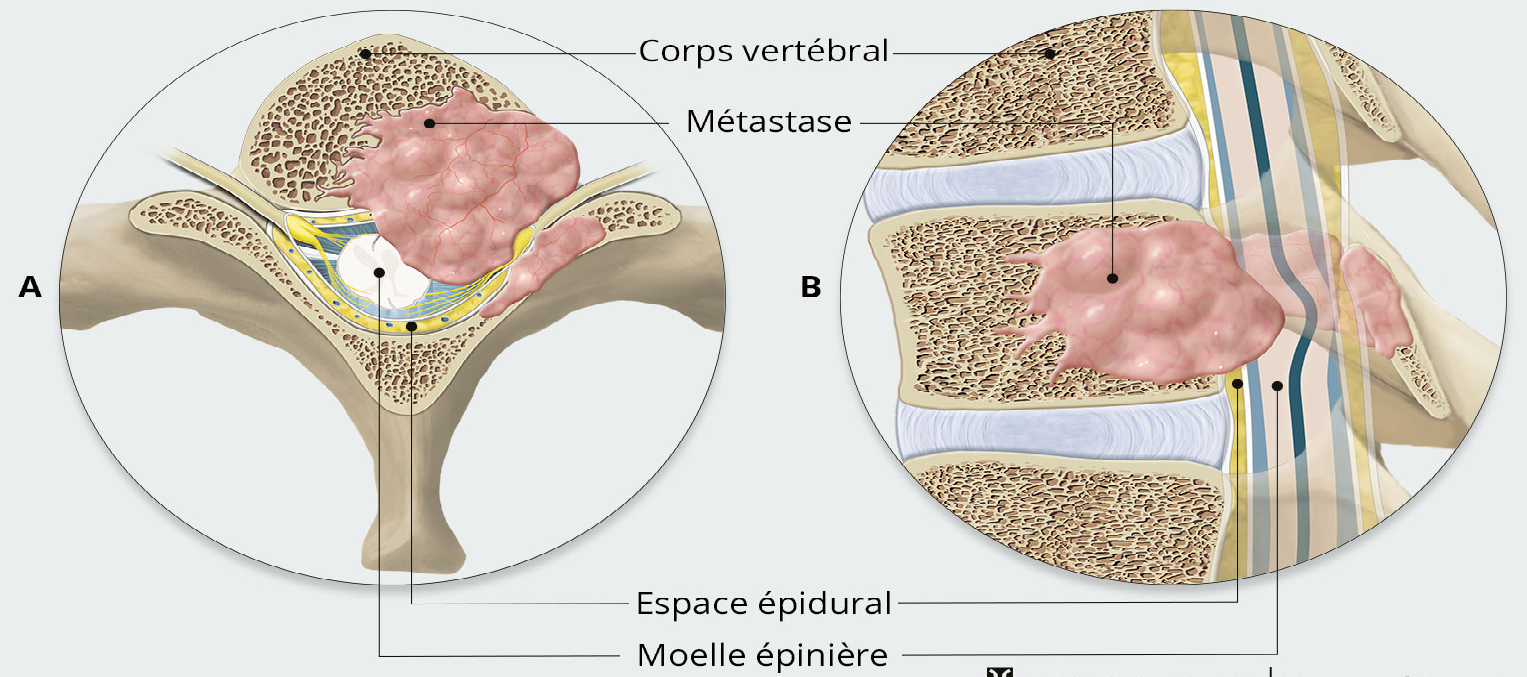 Corps vertébral
Métastase
A
B
Espace épidural
Moelle épinière